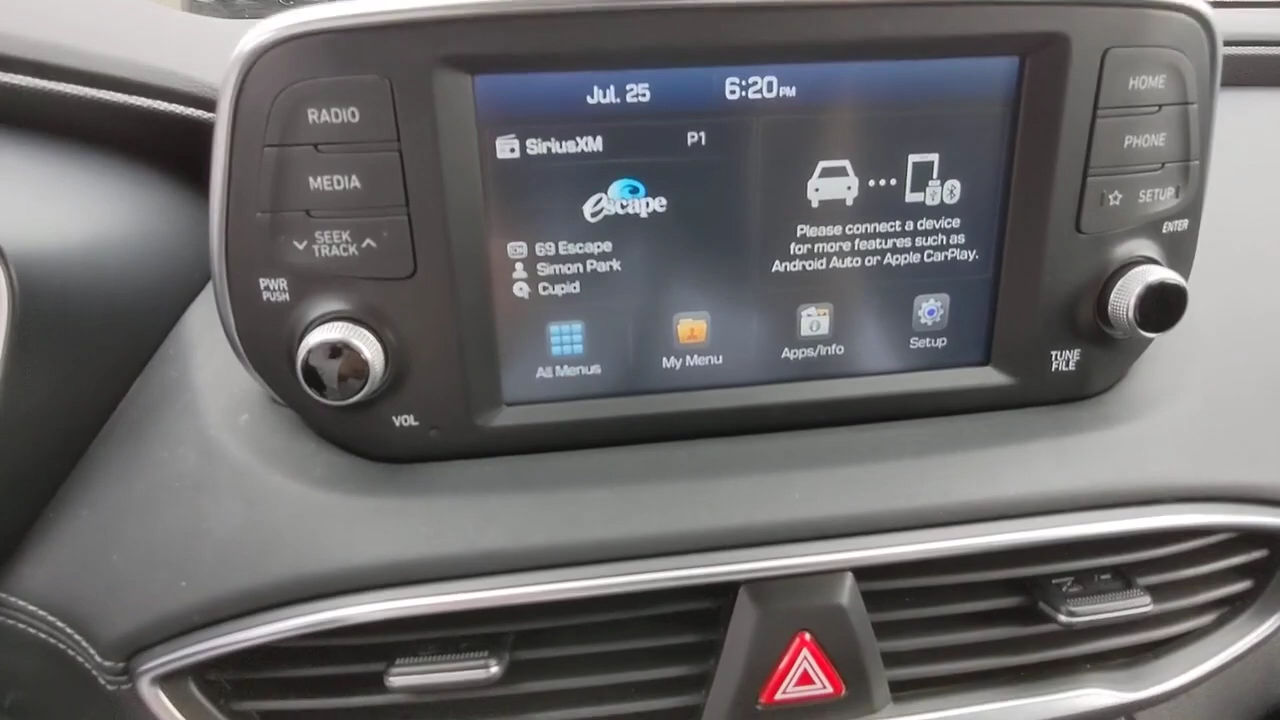 RADIO
MEDIA
SEEK
TRACK
PWR
PUSH
VOL
Jul. 25 6:20PM
SiriusXM P1
escape
69 Escape
Simon Park
Cupid
Please connect a device
for more features such as
Android Auto or Apple CarPlay.
All Menus
My Menu
Apps/Info
Setup
HOME
PHONE
SETUP
ENTER
TUNE
FILE